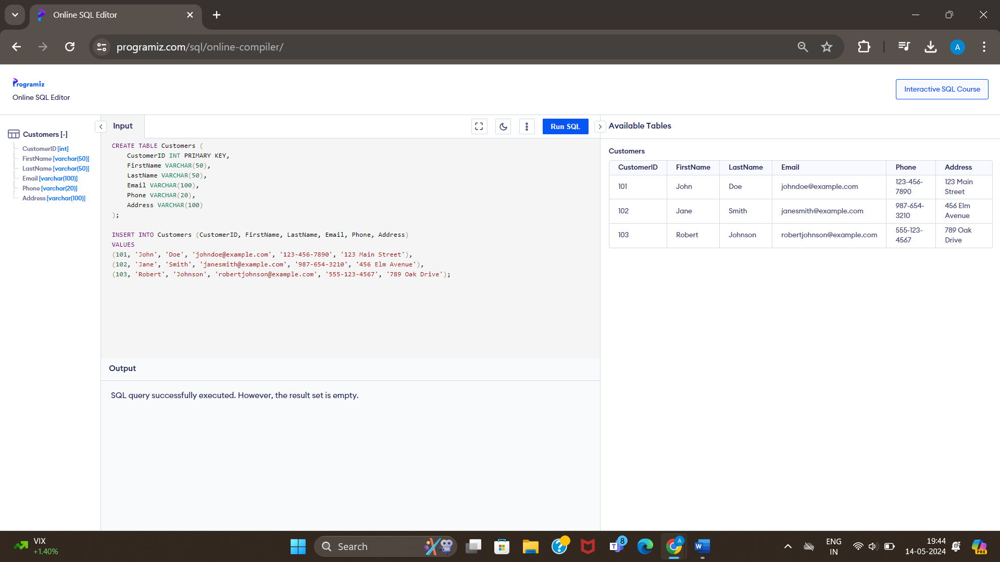 Online SQL Editor
programiz.com/sql/online-compiler/
A
Programiz
Online SQL Editor
Interactive SQL Course
Customers [-]
CustomerID [int]
FirstName [varchar(50)]
LastName [varchar(50)]
Email [varchar(100)]
Phone [varchar(20)]
Address [varchar(100)]
Input
Run SQL
CREATE TABLE Customers (
CustomerID INT PRIMARY KEY,
FirstName VARCHAR(50),
LastName VARCHAR(50),
Email VARCHAR(100),
Phone VARCHAR(20),
Address VARCHAR(100)
);
INSERT INTO Customers (CustomerID, FirstName, LastName, Email, Phone, Address)
VALUES
(101, 'John', 'Doe', 'johndoe@example.com', '123-456-7890', '123 Main Street'),
(102, 'Jane', 'Smith', 'janesmith@example.com', '987-654-3210', '456 Elm Avenue'),
(103, 'Robert', 'Johnson', 'robertjohnson@example.com', '555-123-4567', '789 Oak Drive');
Output
SQL query successfully executed. However, the result set is empty.
Available Tables
Customers
CustomerID FirstName LastName Email Phone Address
101 John Doe johndoe@example.com 123-456-7890 123 Main Street
102 Jane Smith janesmith@example.com 987-654-3210 456 Elm Avenue
103 Robert Johnson robertjohnson@example.com 555-123-4567 789 Oak Drive
VIX
+1.40%
Search
8
A
W
ENG
IN
19:44
14-05-2024
PRE